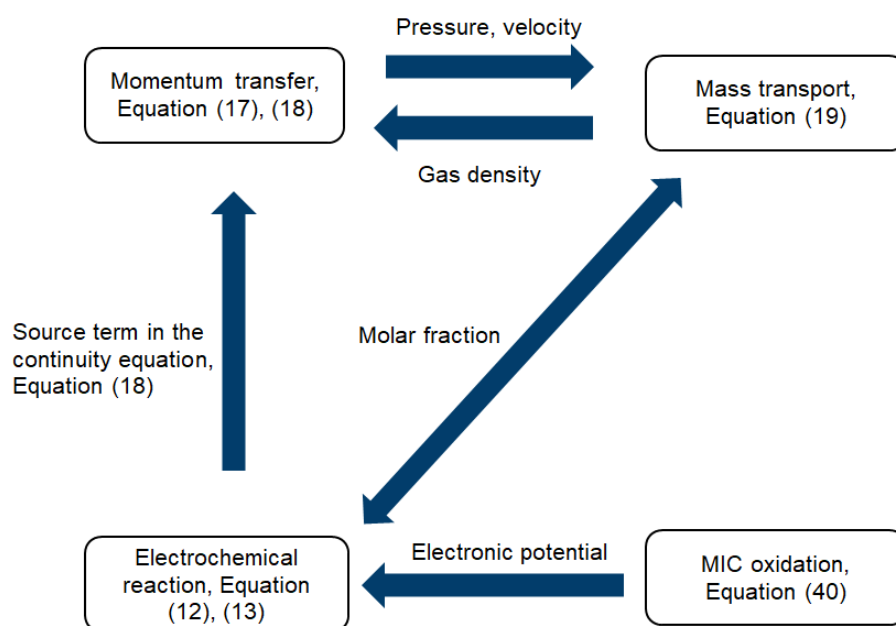 Pressure, velocity
Momentum transfer,
Equation (17), (18)
Mass transport,
Equation (19)
Gas density
Source term in the
continuity equation,
Equation (18)
Molar fraction
Electrochemical
reaction, Equation
(12), (13)
Electronic potential
MIC oxidation,
Equation (40)